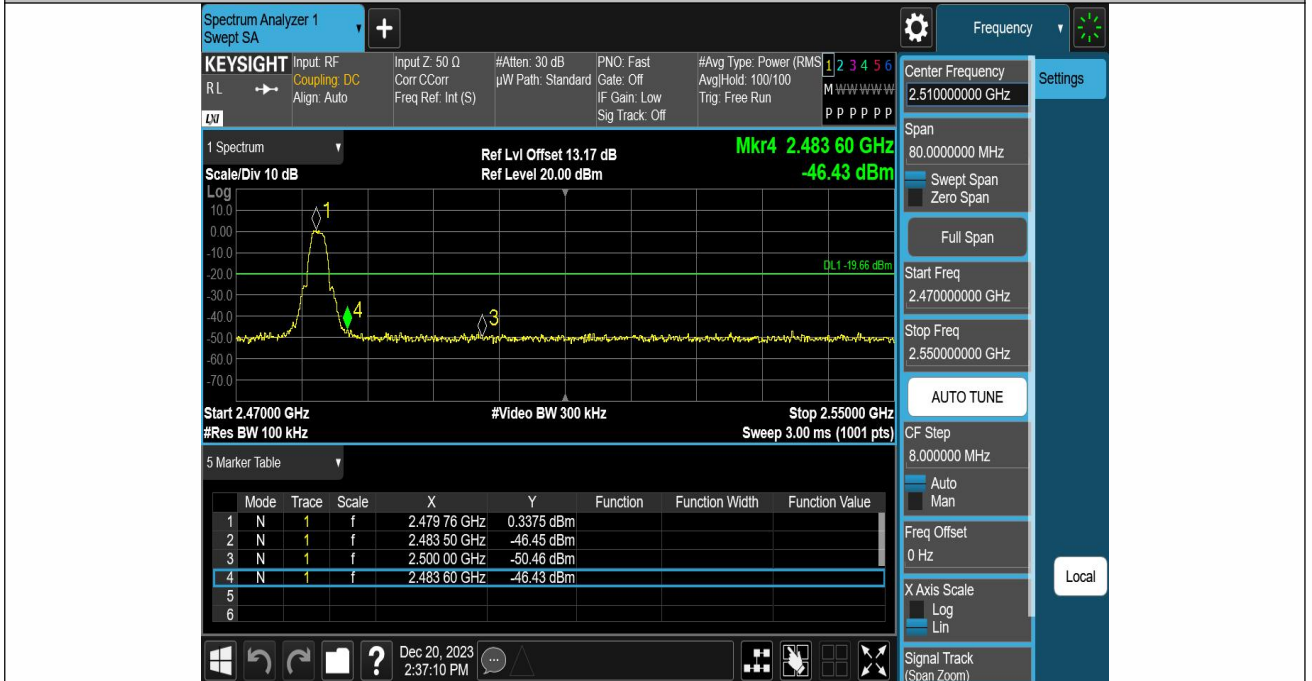 Spectrum Analyzer 1
Swept SA
+
Frequency
KEYSIGHT
RL
LXI
Input: RF
Coupling: DC
Align: Auto
Input Z: 50 Ω
Corr CCorr
Freq Ref: Int (S)
#Atten: 30 dB
µW Path: Standard
PNO: Fast
Gate: Off
IF Gain: Low
Sig Track: Off
#Avg Type: Power (RMS
Avg|Hold: 100/100
Trig: Free Run
1 2 3 4 5 6
M W W W W W
P P P P P P
1 Spectrum
Scale/Div 10 dB
Ref Lvl Offset 13.17 dB
Ref Level 20.00 dBm
Mkr4 2.483 60 GHz
-46.43 dBm
Log
10.0
0.00
-10.0
-20.0
-30.0
-40.0
-50.0
-60.0
-70.0
1
4
3
DL1 -19.66 dBm
Start 2.47000 GHz
#Res BW 100 kHz
#Video BW 300 kHz
Stop 2.55000 GHz
Sweep 3.00 ms (1001 pts)
5 Marker Table
Mode Trace Scale X Y Function Function Width Function Value
1 N 1 f 2.479 76 GHz 0.3375 dBm
2 N 1 f 2.483 50 GHz -46.45 dBm
3 N 1 f 2.500 00 GHz -50.46 dBm
4 N 1 f 2.483 60 GHz -46.43 dBm
5
6
?
Dec 20, 2023
2:37:10 PM
Center Frequency
2.510000000 GHz
Settings
Span
80.0000000 MHz
Swept Span
Zero Span
Full Span
Start Freq
2.470000000 GHz
Stop Freq
2.550000000 GHz
AUTO TUNE
CF Step
8.000000 MHz
Auto
Man
Freq Offset
0 Hz
Local
X Axis Scale
Log
Lin
Signal Track
(Span Zoom)